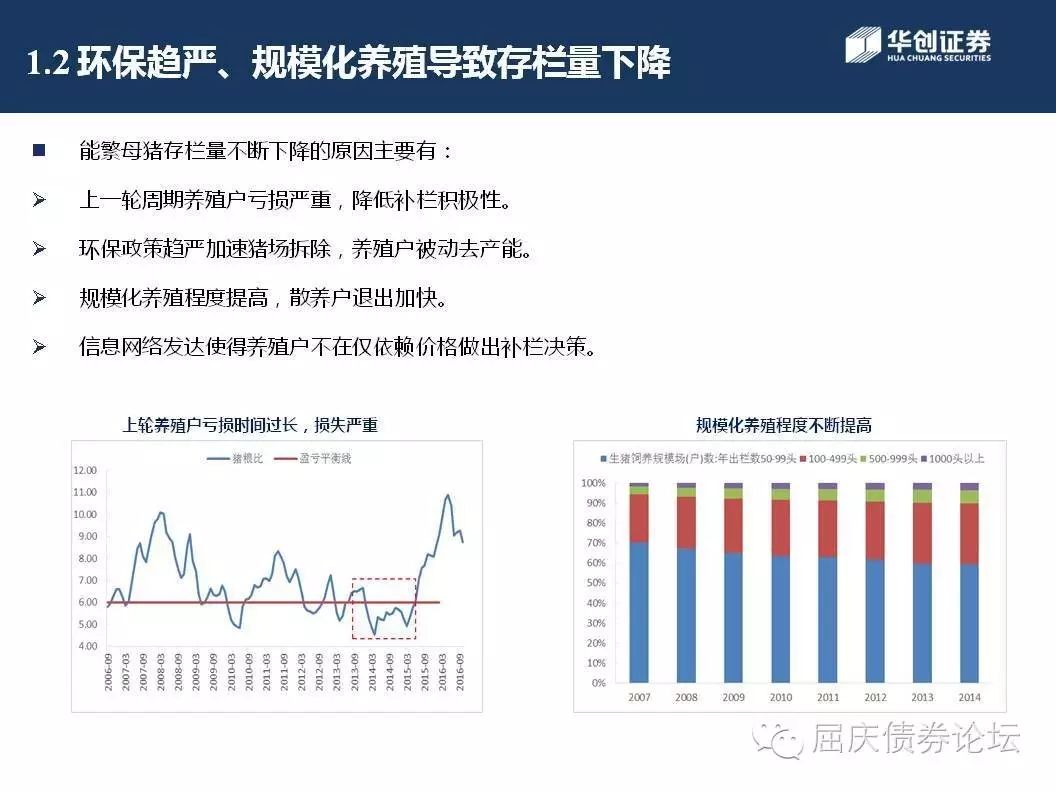 1.2 环保趋严、规模化养殖导致存栏量下降
华创证券
HUA CHUANG SECURITIES
能繁母猪存栏量不断下降的原因主要有：
上一轮周期养殖户亏损严重，降低补栏积极性。
环保政策趋严加速猪场拆除，养殖户被动去产能。
规模化养殖程度提高，散养户退出加快。
信息网络发达使得养殖户不在仅依赖价格做出补栏决策。
上轮养殖户亏损时间过长，损失严重
猪粮比 盈亏平衡线
12.00
11.00
10.00
9.00
8.00
7.00
6.00
5.00
4.00
2006-09 2007-03 2007-09 2008-03 2008-09 2009-03 2009-09 2010-03 2010-09 2011-03 2011-09 2012-03 2012-09 2013-03 2013-09 2014-03 2014-09 2015-03 2015-09 2016-03 2016-09
规模化养殖程度不断提高
生猪饲养规模场(户)数:年出栏数50-99头 100-499头 500-999头 1000头以上
100%
90%
80%
70%
60%
50%
40%
30%
20%
10%
0%
2007 2008 2009 2010 2011 2012 2013 2014
屈庆债券论坛